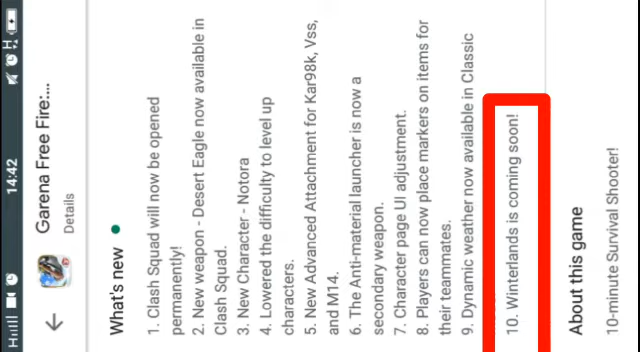 14:42
Garena Free Fire:...
Details
What's new
1. Clash Squad will now be opened
permanently!
2. New weapon - Desert Eagle now available in
Clash Squad.
3. New Character - Notora
4. Lowered the difficulty to level up
characters.
5. New Advanced Attachment for Kar98k, Vss,
and M14.
6. The Anti-material launcher is now a
secondary weapon.
7. Character page UI adjustment.
8. Players can now place markers on items for
their teammates.
9. Dynamic weather now available in Classic
10. Winterlands is coming soon!
About this game
10-minute Survival Shooter!